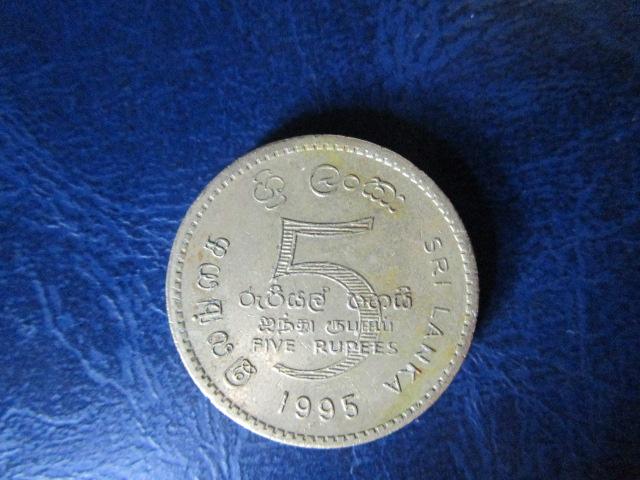 ශ්‍රී ලංකා
இலங்கை
SRI LANKA
5
රුපියල් පහයි
ஐந்து ரூபாய்
FIVE RUPEES
1995